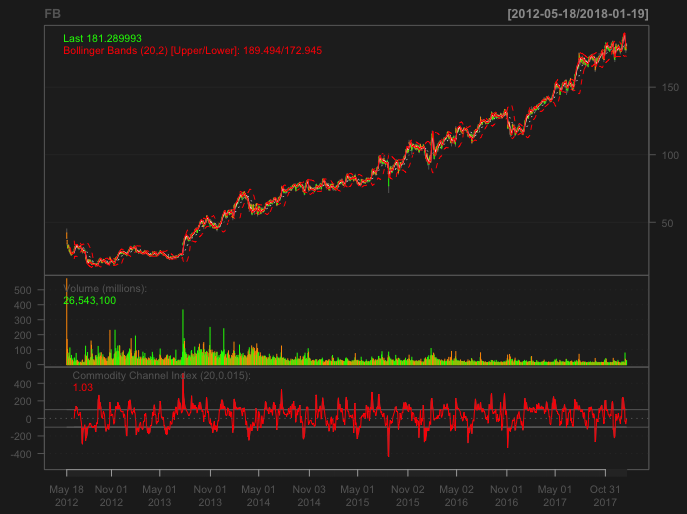 FB [2012-05-18/2018-01-19]
Last 181.289993
Bollinger Bands (20,2) [Upper/Lower]: 189.494/172.945
150
100
50
Volume (millions):
26,543,100
500
400
300
200
100
0
Commodity Channel Index (20,0.015):
1.03
400
200
0
-200
-400
May 18 Nov 01 May 01 Nov 01 May 01 Nov 03 May 01 Nov 02 May 02 Nov 01 May 01 Oct 31
2012 2012 2013 2013 2014 2014 2015 2015 2016 2016 2017 2017